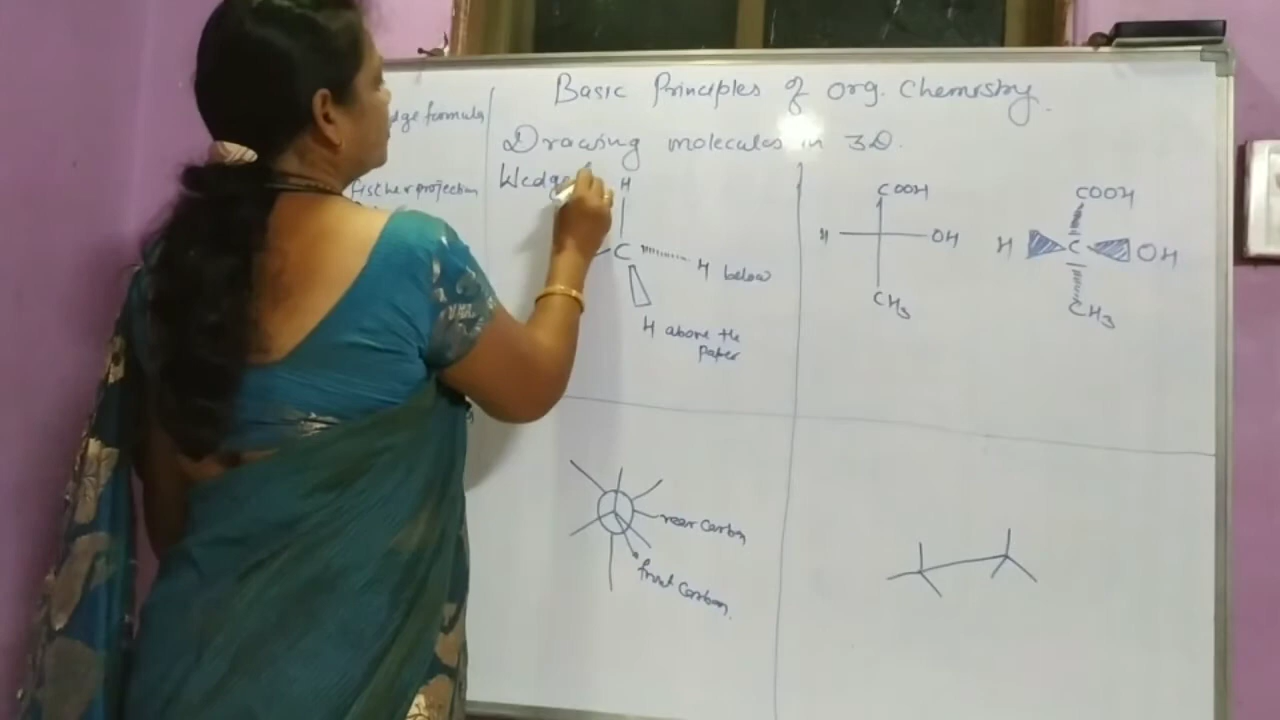 Basic Principles of Org. Chemistry.
Drawing molecules in 3D.
dge formula
fisther projection
Wedge
H
C
H below
H above the
paper
COOH
H OH
CH3
COOH
H C OH
CH3
rear Carbon
front Carbon.